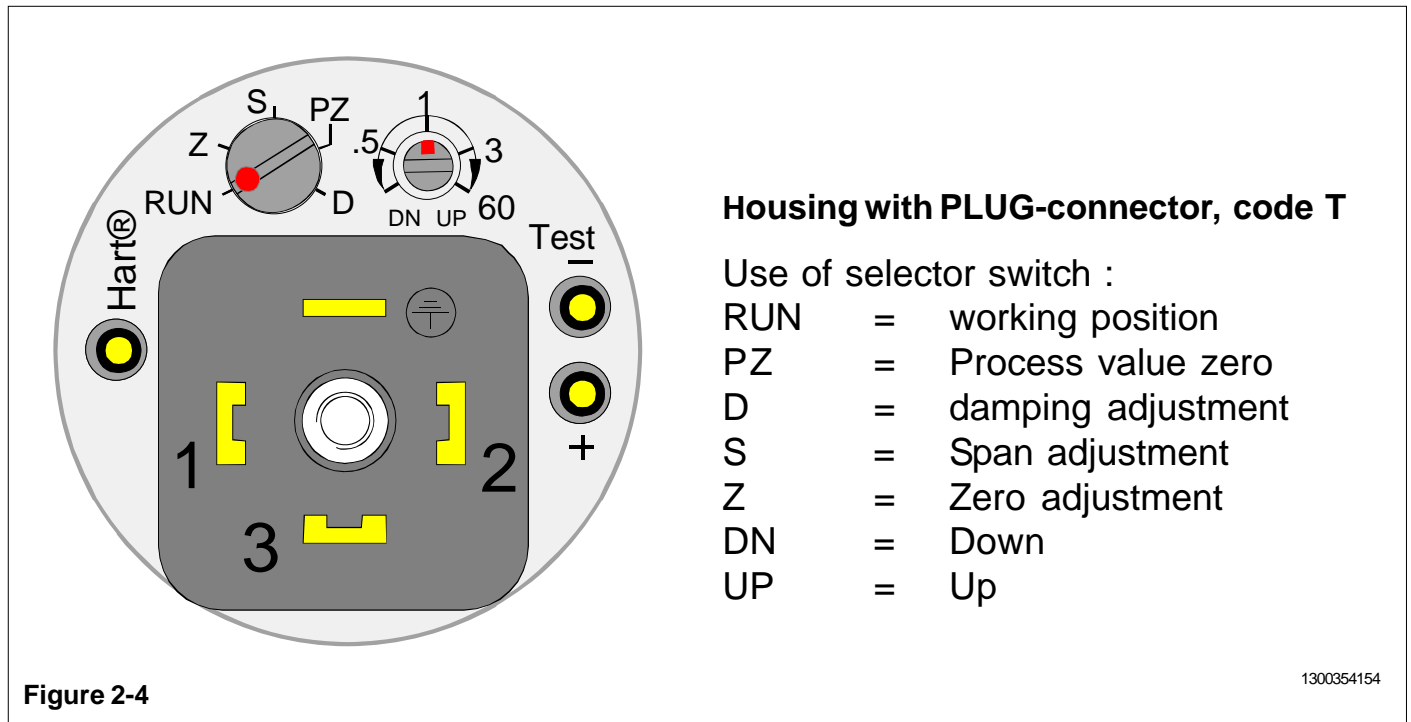 S PZ
Z
RUN D
1
.5 3
DN UP 60
Hart®
Test
–
+
1 2
3
Housing with PLUG-connector, code T
Use of selector switch :
RUN = working position
PZ = Process value zero
D = damping adjustment
S = Span adjustment
Z = Zero adjustment
DN = Down
UP = Up
Figure 2-4
1300354154